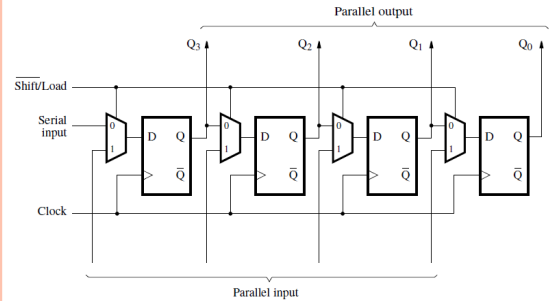 Parallel output
Q3 Q2 Q1 Q0
Shift/Load
Serial
input
0 0 0 0
D Q D Q D Q D Q
1 1 1 1
Q̅ Q̅ Q̅ Q̅
Clock
Parallel input